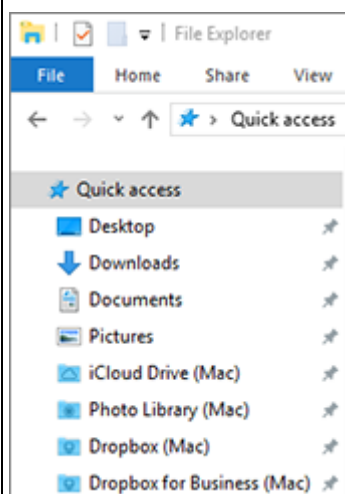 File Explorer
File Home Share View
Quick access
Quick access
Desktop
Downloads
Documents
Pictures
iCloud Drive (Mac)
Photo Library (Mac)
Dropbox (Mac)
Dropbox for Business (Mac)